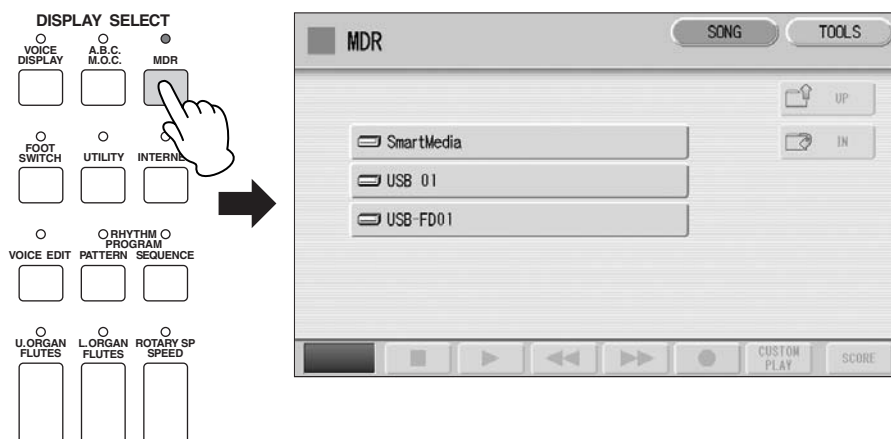 DISPLAY SELECT
VOICE DISPLAY
A.B.C. M.O.C.
MDR
FOOT SWITCH
UTILITY
INTERNE
RHYTHM PROGRAM
VOICE EDIT
PATTERN
SEQUENCE
U.ORGAN FLUTES
L.ORGAN FLUTES
ROTARY SP SPEED
MDR
SONG
TOOLS
UP
IN
SmartMedia
USB 01
USB-FD01
CUSTOM PLAY
SCORE